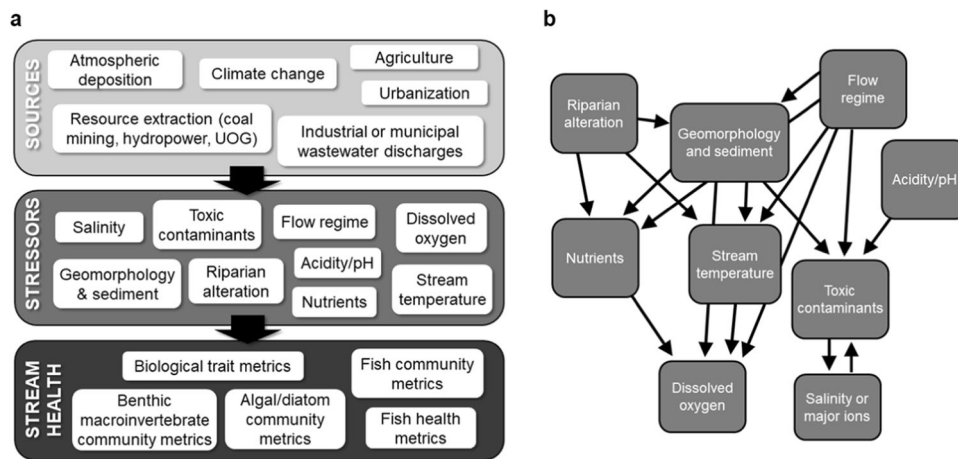 a
SOURCES
Atmospheric
deposition
Climate change
Agriculture
Urbanization
Resource extraction (coal
mining, hydropower, UOG)
Industrial or municipal
wastewater discharges
STRESSORS
Salinity
Toxic
contaminants
Flow regime
Dissolved
oxygen
Geomorphology
& sediment
Riparian
alteration
Acidity/pH
Nutrients
Stream
temperature
STREAM
HEALTH
Biological trait metrics
Fish community
metrics
Benthic
macroinvertebrate
community metrics
Algal/diatom
community
metrics
Fish health
metrics
b
Riparian
alteration
Geomorphology
and sediment
Flow
regime
Acidity/pH
Nutrients
Stream
temperature
Toxic
contaminants
Dissolved
oxygen
Salinity or
major ions